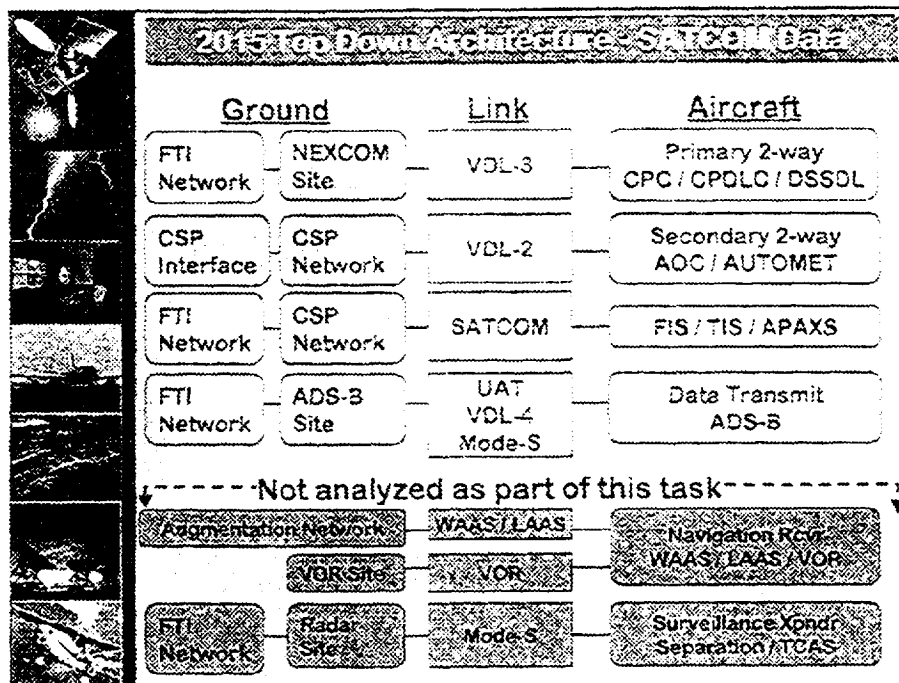 2015 Top Down Architecture - SATCOM Data
Ground Link Aircraft
FTI Network
NEXCOM Site
VDL-3
Primary 2-way
CPC / CPDLC / DSSDL
CSP Interface
CSP Network
VDL-2
Secondary 2-way
AOC / AUTOMET
FTI Network
CSP Network
SATCOM
FIS / TIS / APAXS
FTI Network
ADS-B Site
UAT
VDL-4
Mode-S
Data Transmit
ADS-B
Not analyzed as part of this task
Augmentation Network
WAAS / LAAS
Navigation Rcvr
WAAS / LAAS / VOR
VOR Site
VOR
FTI Network
Radar Site
Mode-S
Surveillance Xpndr
Separation / TCAS